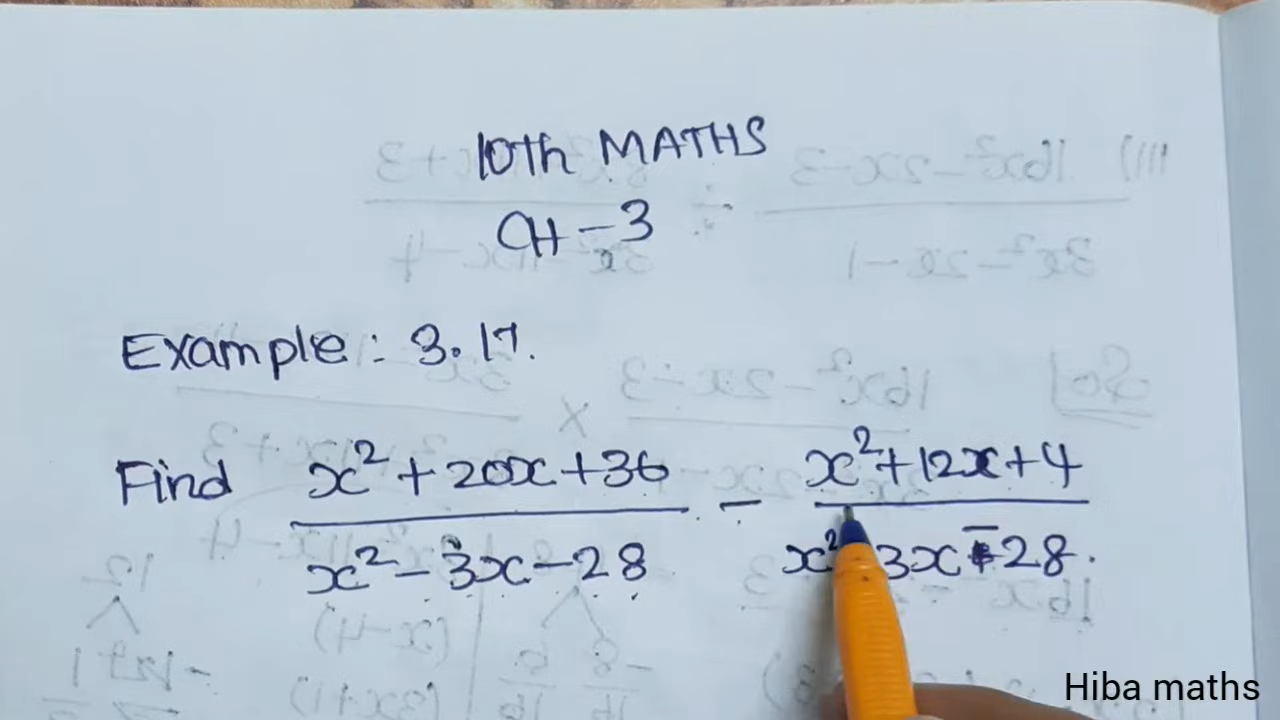 10th MATHS
CH - 3
Example : 3.17.
Find x² + 20x + 36 / x² - 3x - 28 - x² + 12x + 4 / x² 3x - 28.
Hiba maths